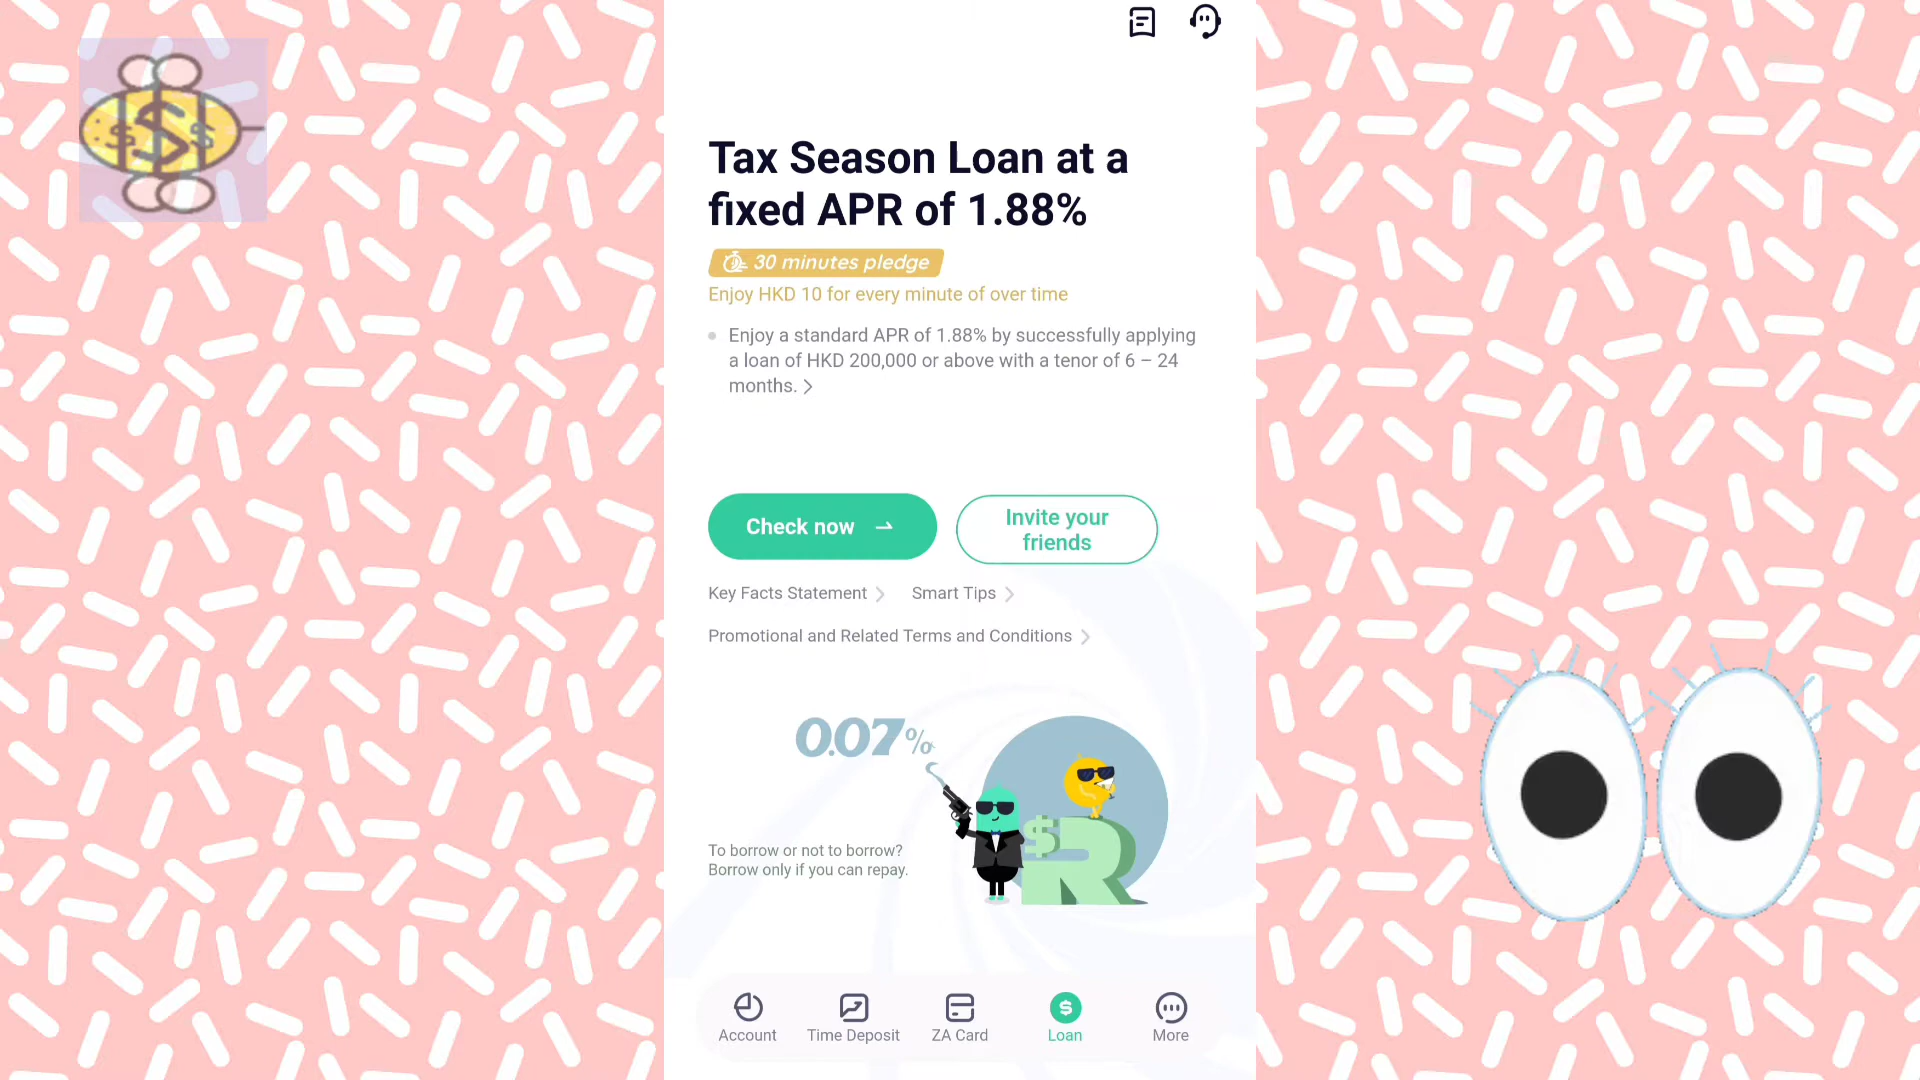 Tax Season Loan at a
fixed APR of 1.88%
30 minutes pledge
Enjoy HKD 10 for every minute of over time
Enjoy a standard APR of 1.88% by successfully applying
a loan of HKD 200,000 or above with a tenor of 6 – 24
months.
Check now
Invite your
friends
Key Facts Statement
Smart Tips
Promotional and Related Terms and Conditions
0.07%
To borrow or not to borrow?
Borrow only if you can repay.
$R
Account
Time Deposit
ZA Card
Loan
More